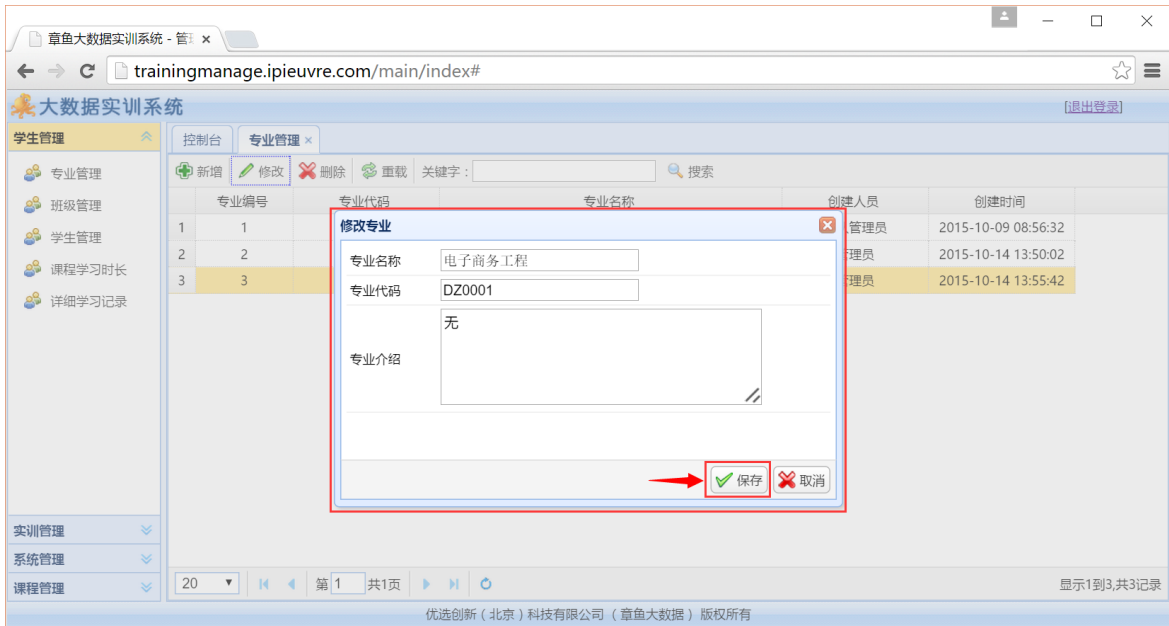 章鱼大数据实训系统 - 管
trainingmanage.ipieuvre.com/main/index#
大数据实训系统 [退出登录]
学生管理
专业管理
班级管理
学生管理
课程学习时长
详细学习记录
实训管理
系统管理
课程管理
控制台 专业管理
新增 修改 删除 重载 关键字： 搜索
专业编号 专业代码 专业名称 创建人员 创建时间
1 1 管理员 2015-10-09 08:56:32
2 2 理员 2015-10-14 13:50:02
3 3 理员 2015-10-14 13:55:42
修改专业
专业名称 电子商务工程
专业代码 DZ0001
专业介绍 无
保存 取消
20 第 1 共1页 显示1到3,共3记录
优选创新（北京）科技有限公司（章鱼大数据） 版权所有